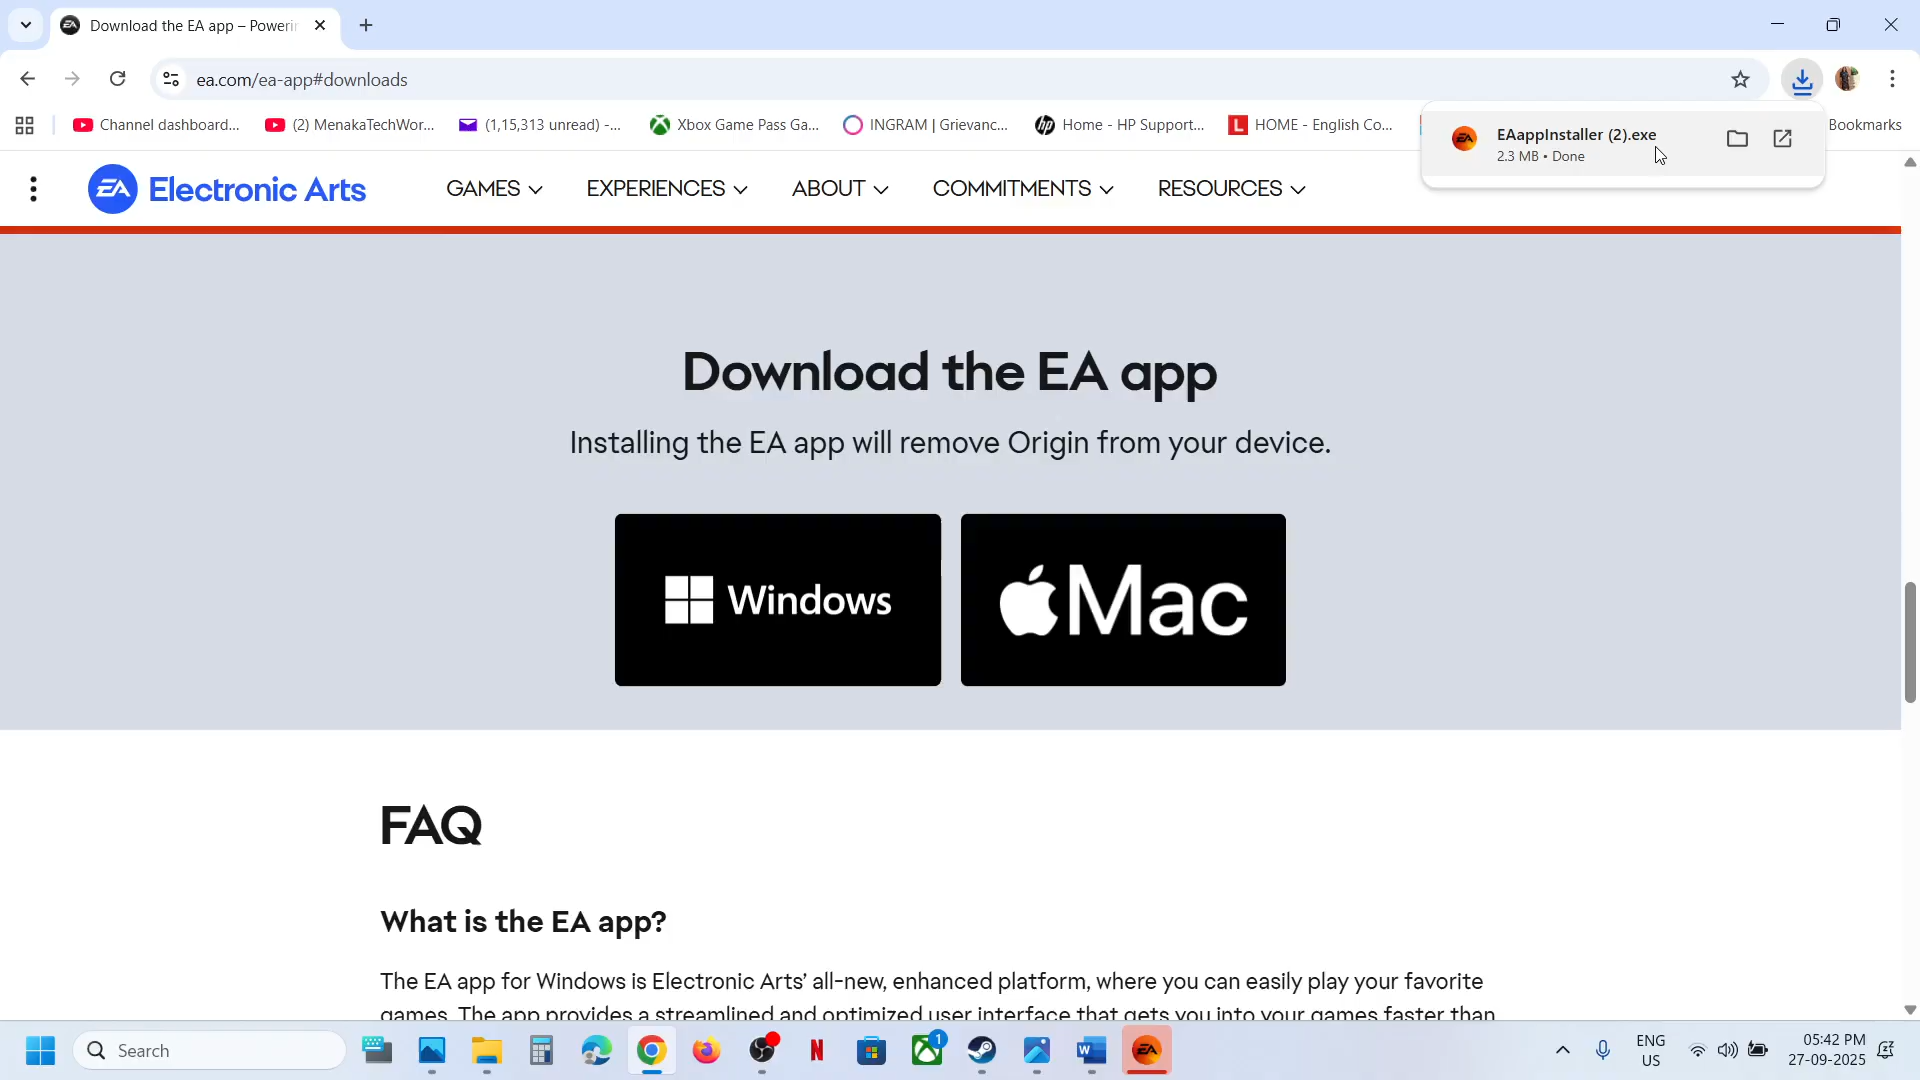 Download the EA app – Powerin
ea.com/ea-app#downloads
Channel dashboard...
(2) MenakaTechWor...
(1,15,313 unread) -...
Xbox Game Pass Ga...
INGRAM | Grievanc...
Home - HP Support...
HOME - English Co...
Bookmarks
EAappInstaller (2).exe
2.3 MB • Done
EA Electronic Arts
GAMES
EXPERIENCES
ABOUT
COMMITMENTS
RESOURCES
Download the EA app
Installing the EA app will remove Origin from your device.
Windows
Mac
FAQ
What is the EA app?
The EA app for Windows is Electronic Arts’ all-new, enhanced platform, where you can easily play your favorite
games. The app provides a streamlined and optimized user interface that gets you into your games faster than
Search
1
ENG
US
05:42 PM
27-09-2025